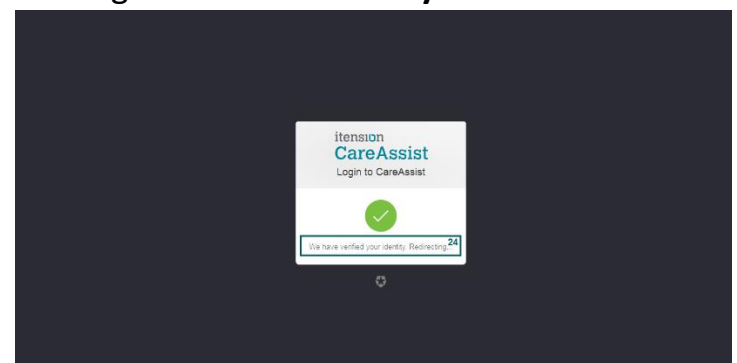 itension
CareAssist
Login to CareAssist
We have verified your identity. Redirecting...24